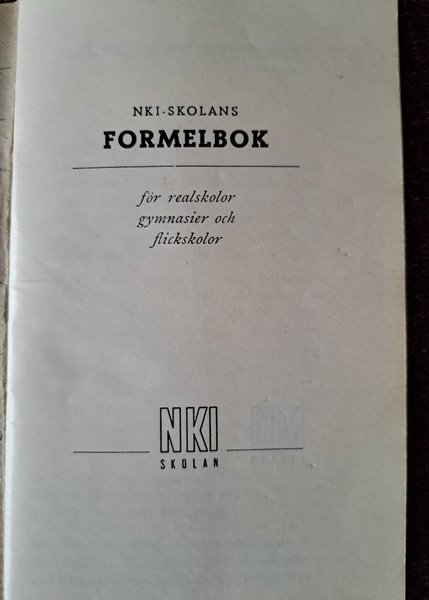 NKI-SKOLANS
FORMELBOK
för realskolor
gymnasier och
flickskolor
NKI
SKOLAN